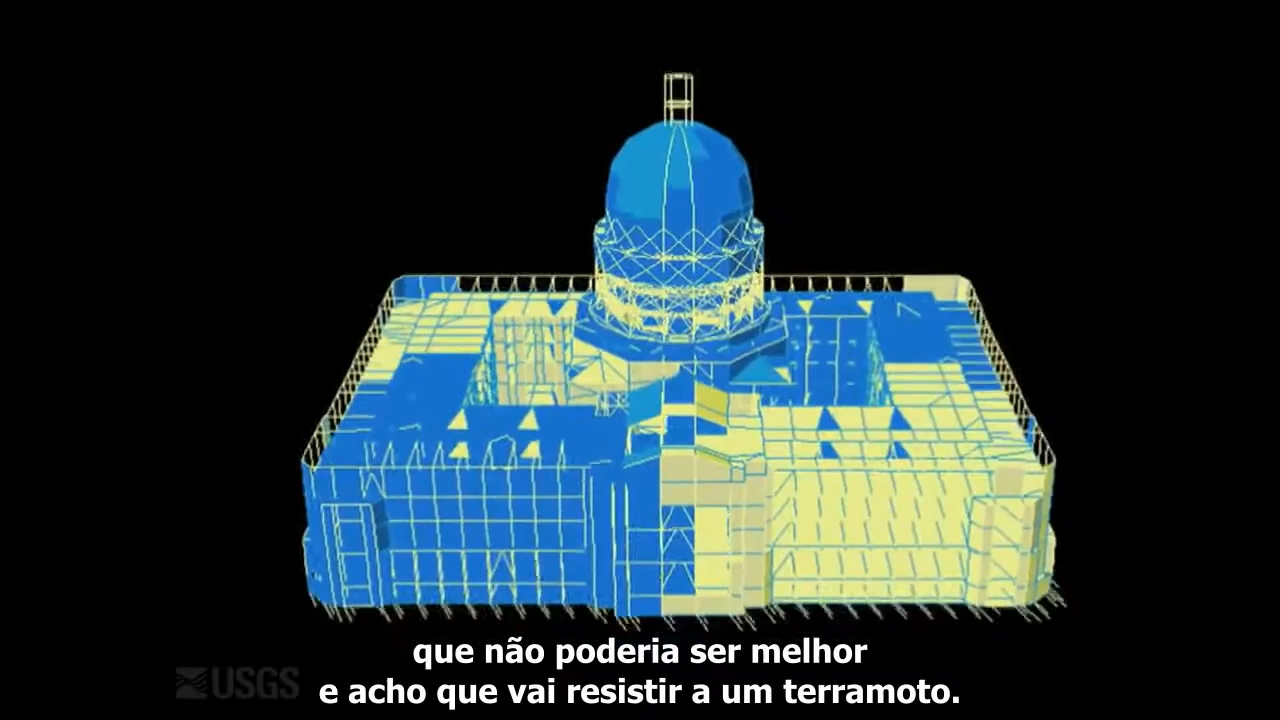 que não poderia ser melhor
e acho que vai resistir a um terramoto.
USGS